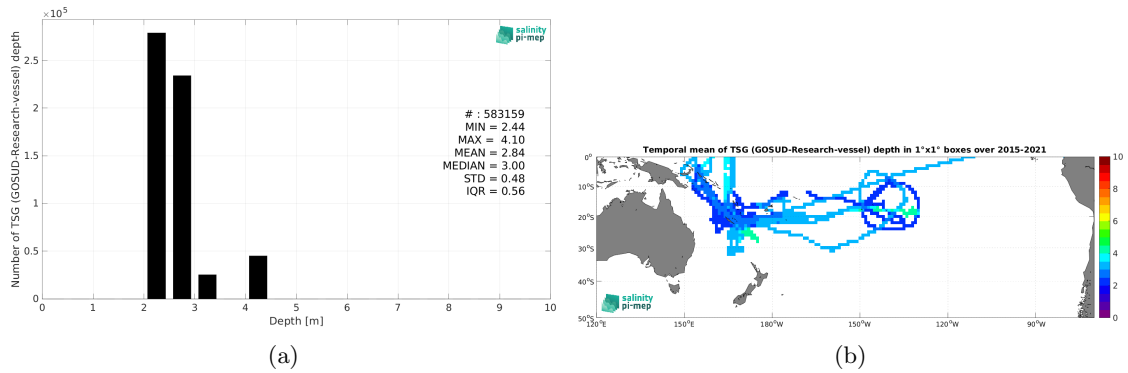 ×10⁵
Number of TSG (GOSUD-Research-vessel) depth
2.5
2
1.5
1
0.5
0
0 1 2 3 4 5 6 7 8 9 10
Depth [m]
salinity
pi-mep
# : 583159
MIN = 2.44
MAX = 4.10
MEAN = 2.84
MEDIAN = 3.00
STD = 0.48
IQR = 0.56
(a)
Temporal mean of TSG (GOSUD-Research-vessel) depth in 1°x1° boxes over 2015-2021
0°
10°S
20°S
30°S
40°S
50°S
120°E 150°E 180°W 150°W 120°W 90°W
salinity
pi-mep
10
8
6
4
2
0
(b)